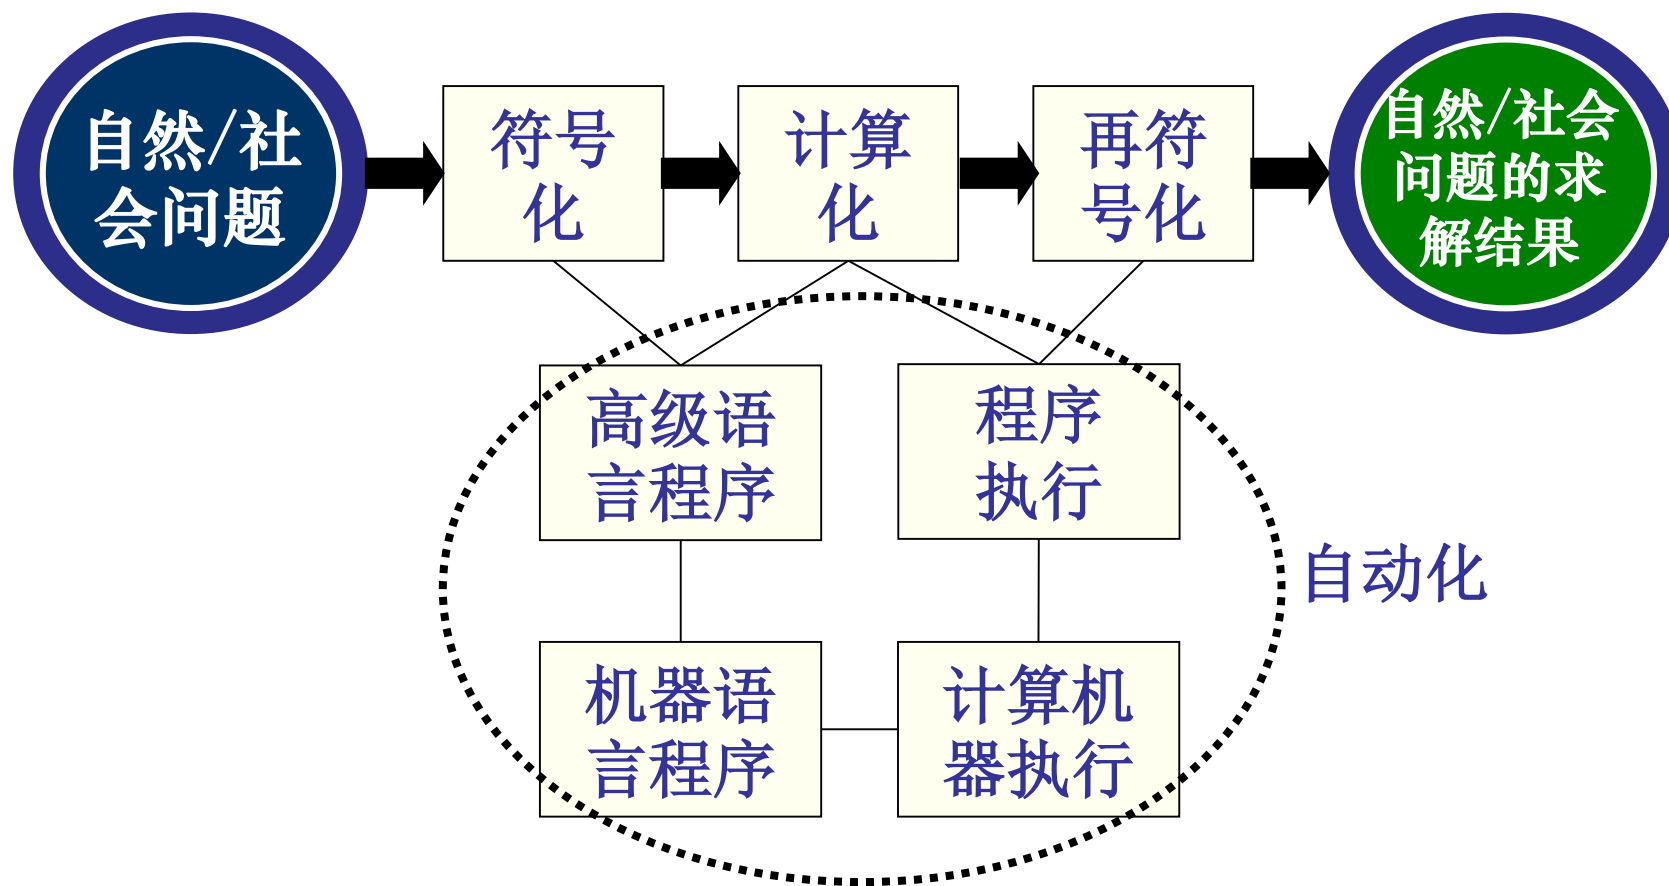 自然/社
会问题
符号
化
计算
化
再符
号化
自然/社会
问题的求
解结果
高级语
言程序
程序
执行
自动化
机器语
言程序
计算机
器执行